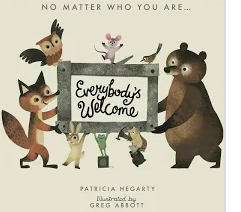 NO MATTER WHO YOU ARE...
Everybody's
Welcome
PATRICIA HEGARTY
Illustrated by
GREG ABBOTT